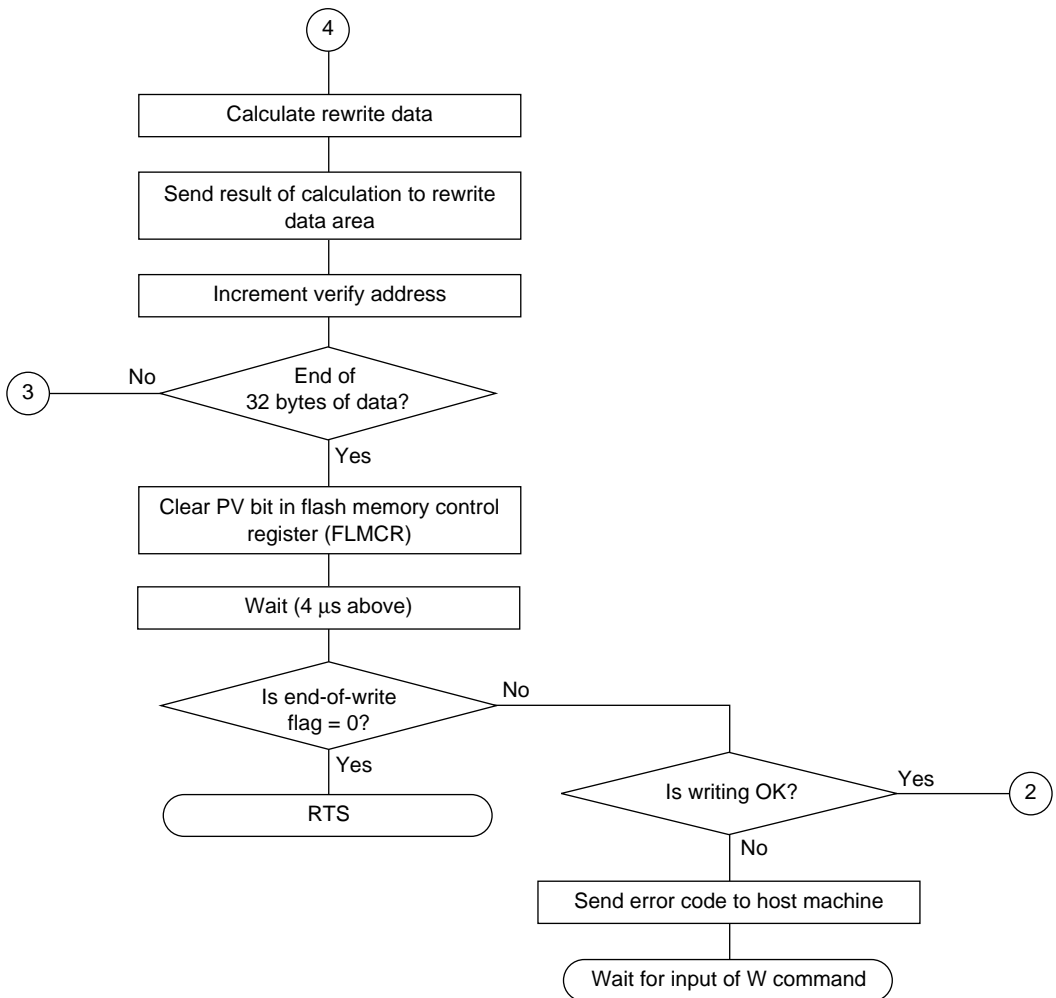 4
Calculate rewrite data
Send result of calculation to rewrite
data area
Increment verify address
3
No
End of
32 bytes of data?
Yes
Clear PV bit in flash memory control
register (FLMCR)
Wait (4 μs above)
Is end-of-write
flag = 0?
No
Yes
RTS
Is writing OK?
Yes
2
No
Send error code to host machine
Wait for input of W command